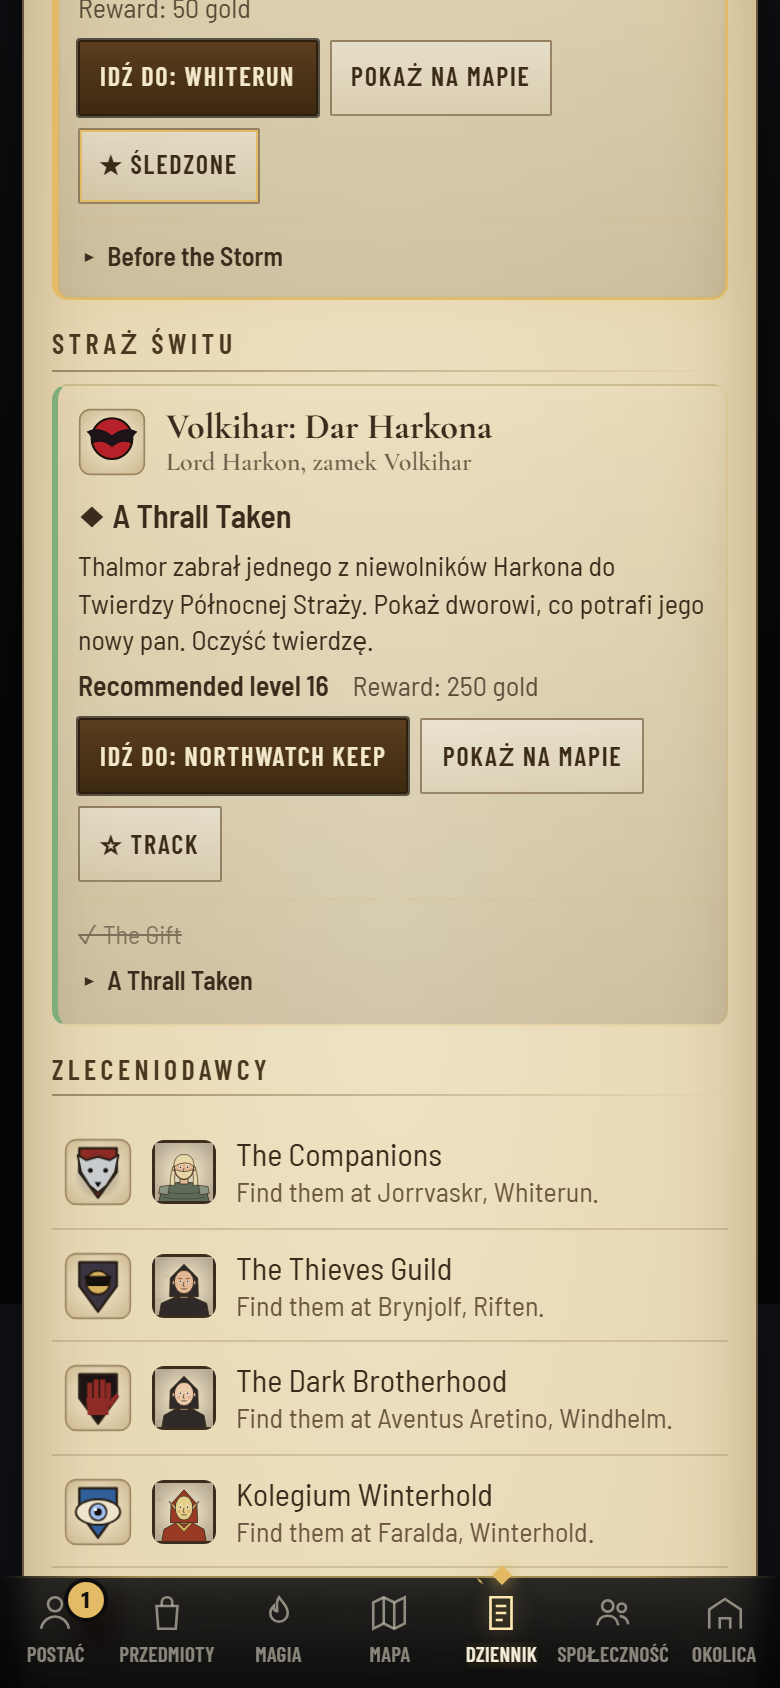 Reward: 50 gold
IDŹ DO: WHITERUN
POKAŻ NA MAPIE
★ ŚLEDZONE
▸ Before the Storm
STRAŻ ŚWITU
Volkihar: Dar Harkona
Lord Harkon, zamek Volkihar
◆ A Thrall Taken
Thalmor zabrał jednego z niewolników Harkona do
Twierdzy Północnej Straży. Pokaż dworowi, co potrafi jego
nowy pan. Oczyść twierdzę.
Recommended level 16 Reward: 250 gold
IDŹ DO: NORTHWATCH KEEP
POKAŻ NA MAPIE
☆ TRACK
✓ The Gift
▸ A Thrall Taken
ZLECENIODAWCY
The Companions
Find them at Jorrvaskr, Whiterun.
The Thieves Guild
Find them at Brynjolf, Riften.
The Dark Brotherhood
Find them at Aventus Aretino, Windhelm.
Kolegium Winterhold
Find them at Faralda, Winterhold.
1
POSTAĆ
PRZEDMIOTY
MAGIA
MAPA
DZIENNIK
SPOŁECZNOŚĆ
OKOLICA